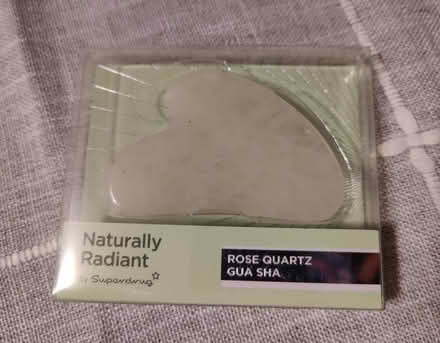 Naturally
Radiant
by Superdrug
ROSE QUARTZ
GUA SHA